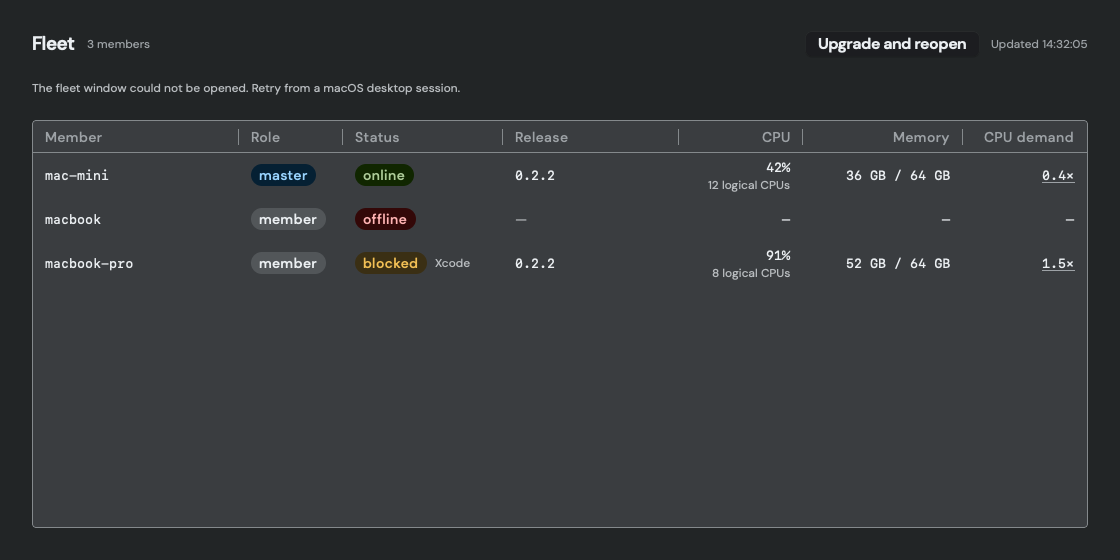 Fleet 3 members Upgrade and reopen Updated 14:32:05
The fleet window could not be opened. Retry from a macOS desktop session.
Member Role Status Release CPU Memory CPU demand
mac-mini master online 0.2.2 42% 36 GB / 64 GB 0.4×
12 logical CPUs
macbook member offline — — — —
macbook-pro member blocked Xcode 0.2.2 91% 52 GB / 64 GB 1.5×
8 logical CPUs